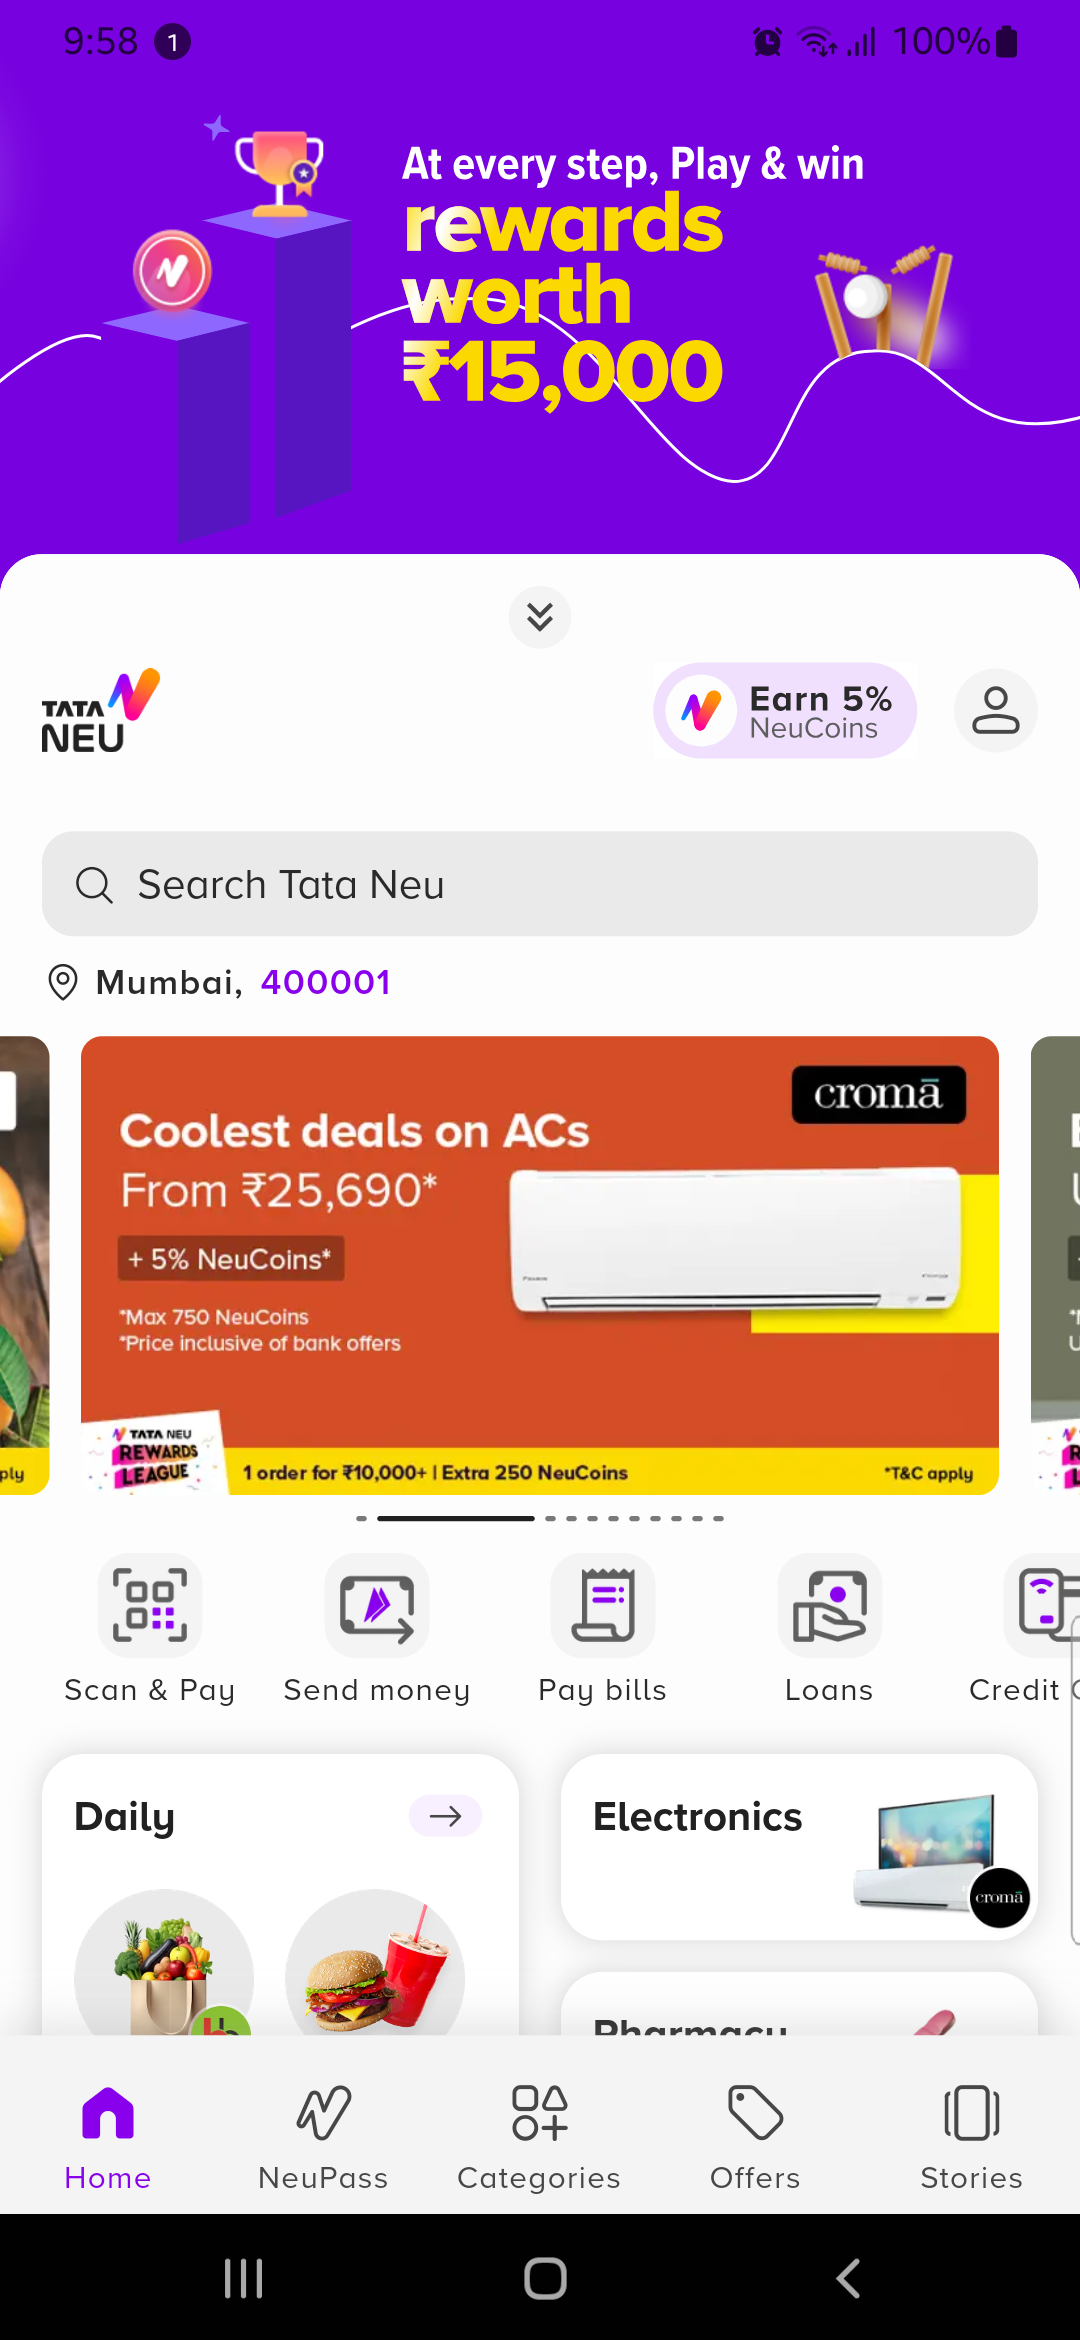 9:58
1
100%
At every step, Play & win
rewards
worth
₹15,000
TATA
NEU
Earn 5%
NeuCoins
Search Tata Neu
Mumbai, 400001
cromā
Coolest deals on ACs
From ₹25,690*
+ 5% NeuCoins*
*Max 750 NeuCoins
*Price inclusive of bank offers
TATA NEU
REWARDS
LEAGUE
1 order for ₹10,000+ | Extra 250 NeuCoins
*T&C apply
Scan & Pay
Send money
Pay bills
Loans
Credit
Daily
Electronics
cromā
Pharmacy
Home
NeuPass
Categories
Offers
Stories